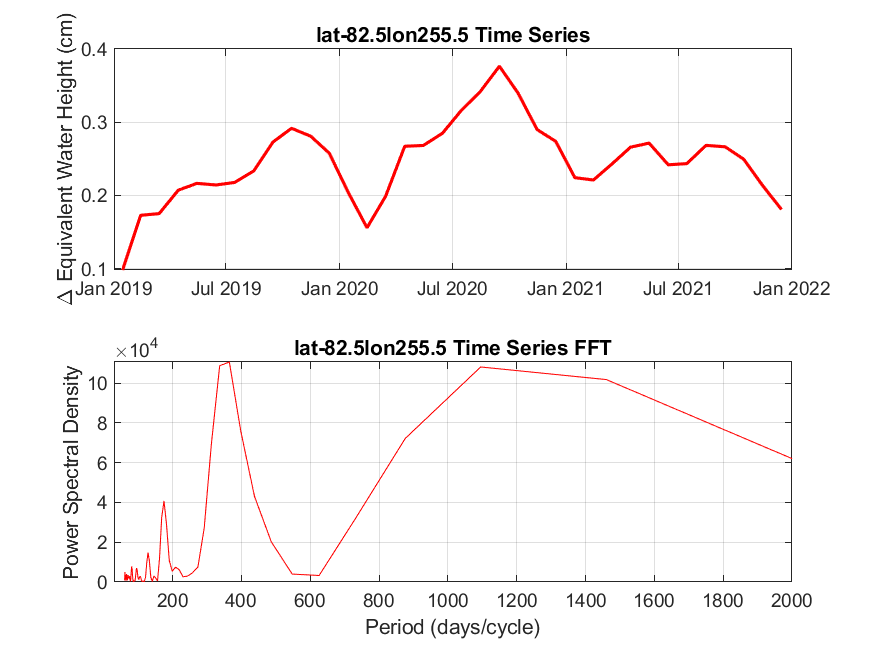 lat-82.5lon255.5 Time Series
Δ Equivalent Water Height (cm)
0.4
0.3
0.2
0.1
Jan 2019 Jul 2019 Jan 2020 Jul 2020 Jan 2021 Jul 2021 Jan 2022
lat-82.5lon255.5 Time Series FFT
×10⁴
Power Spectral Density
10
8
6
4
2
0
200 400 600 800 1000 1200 1400 1600 1800 2000
Period (days/cycle)